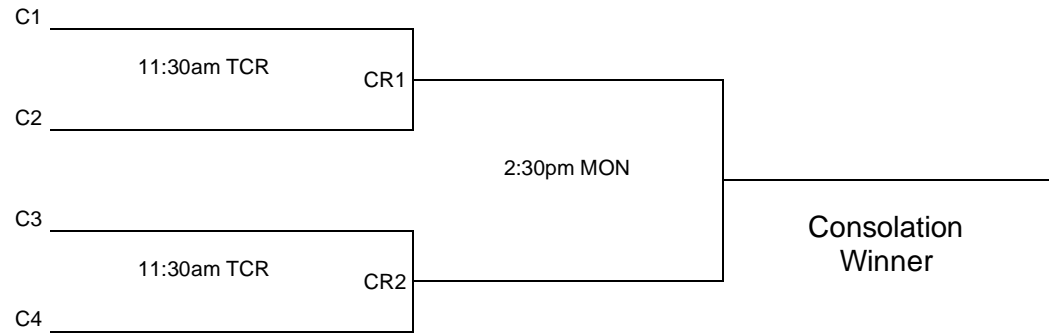 C1
11:30am TCR
CR1
C2
2:30pm MON
C3
Consolation
Winner
11:30am TCR
CR2
C4